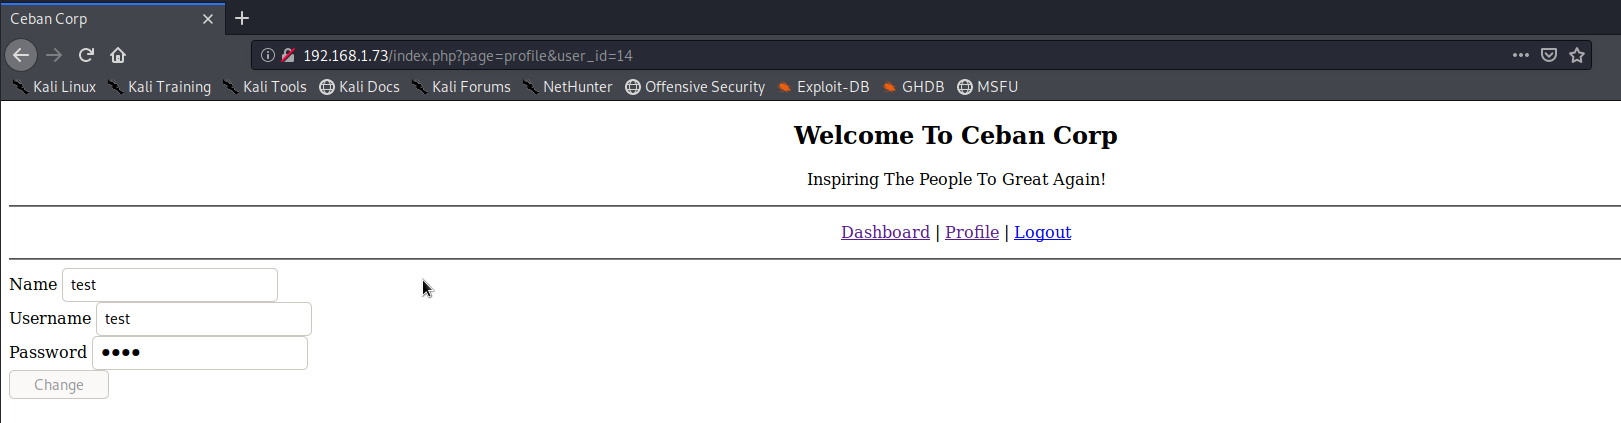 Ceban Corp
192.168.1.73/index.php?page=profile&user_id=14
Kali Linux Kali Training Kali Tools Kali Docs Kali Forums NetHunter Offensive Security Exploit-DB GHDB MSFU
Welcome To Ceban Corp
Inspiring The People To Great Again!
Dashboard | Profile | Logout
Name test
Username test
Password ●●●●
Change